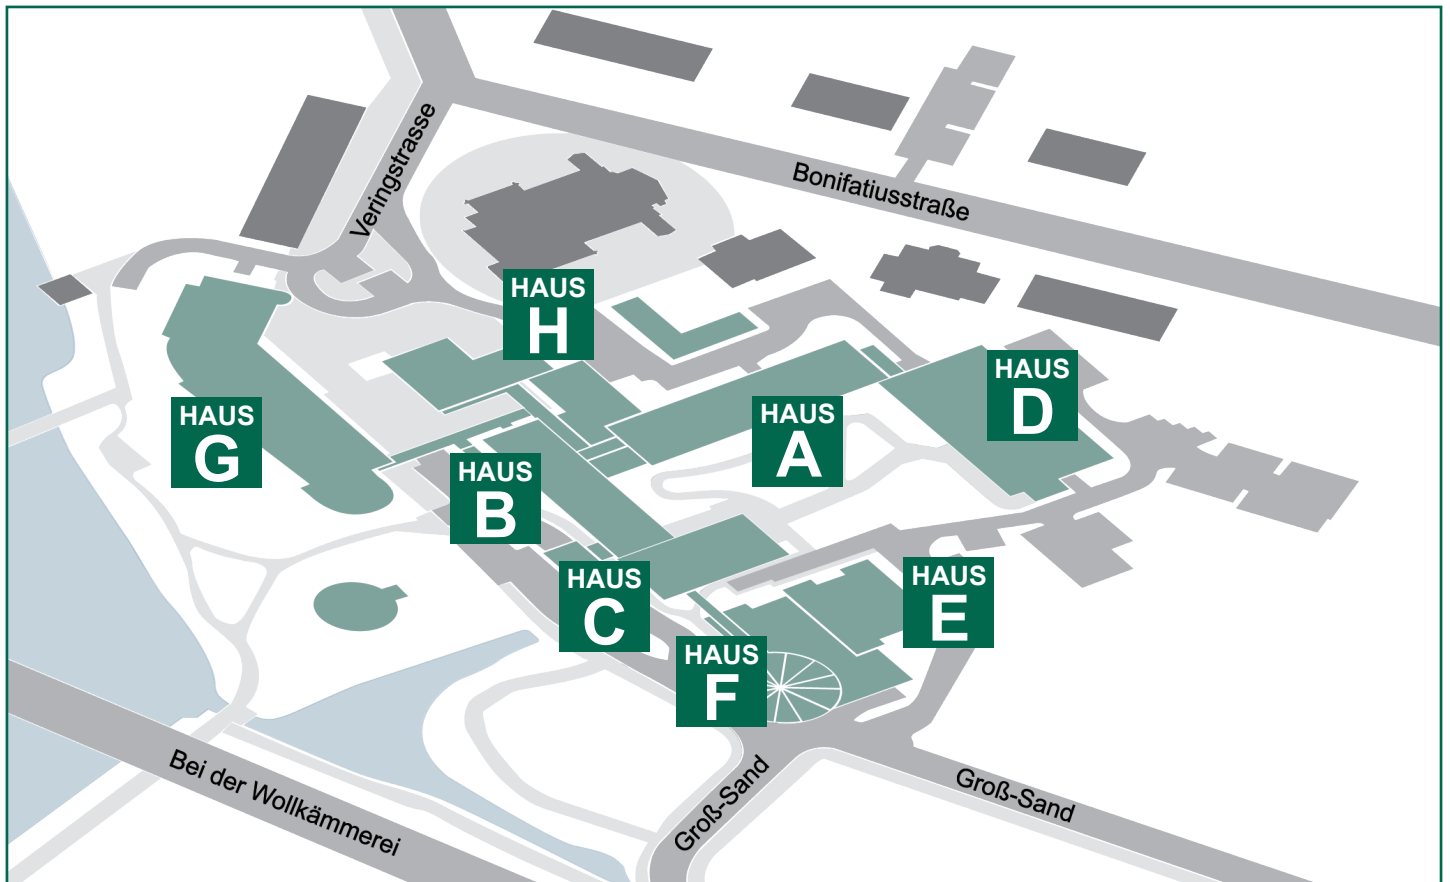 Veringstrasse
Bonifatiusstraße
HAUS
H
HAUS
D
HAUS
G
HAUS
A
HAUS
B
HAUS
C
HAUS
E
HAUS
F
Bei der Wollkämmerei
Groß-Sand
Groß-Sand